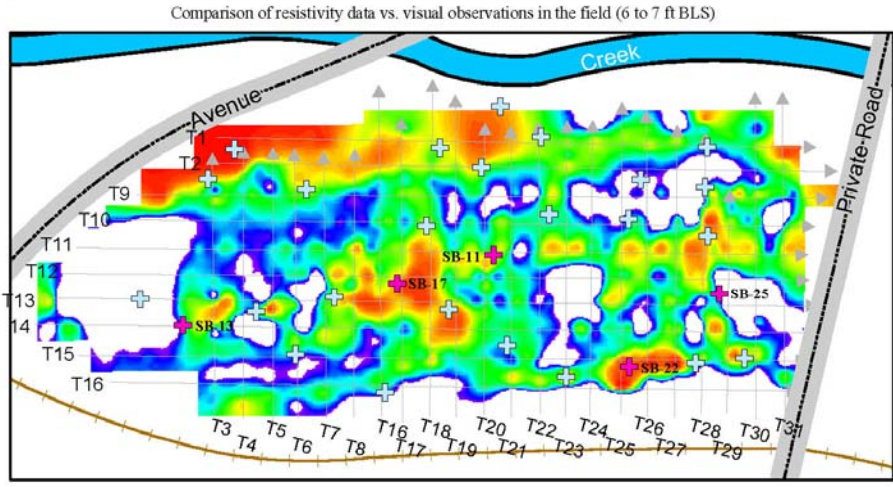 Comparison of resistivity data vs. visual observations in the field (6 to 7 ft BLS)
Creek
Avenue
Private Road
T1
T2
T9
T10
T11
T12
T13
14
T15
T16
SB-11
SB-17
SB-25
SB-13
SB-22
T3
T4
T5
T6
T7
T8
T16
T17
T18
T19
T20
T21
T22
T23
T24
T25
T26
T27
T28
T29
T30
T31